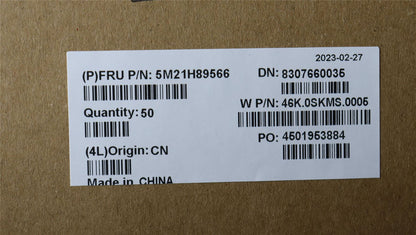 2023-02-27
(P)FRU P/N: 5M21H89566
DN: 8307660035
Quantity: 50
W P/N: 46K.0SKMS.0005
PO: 4501953884
(4L)Origin: CN
Made in CHINA